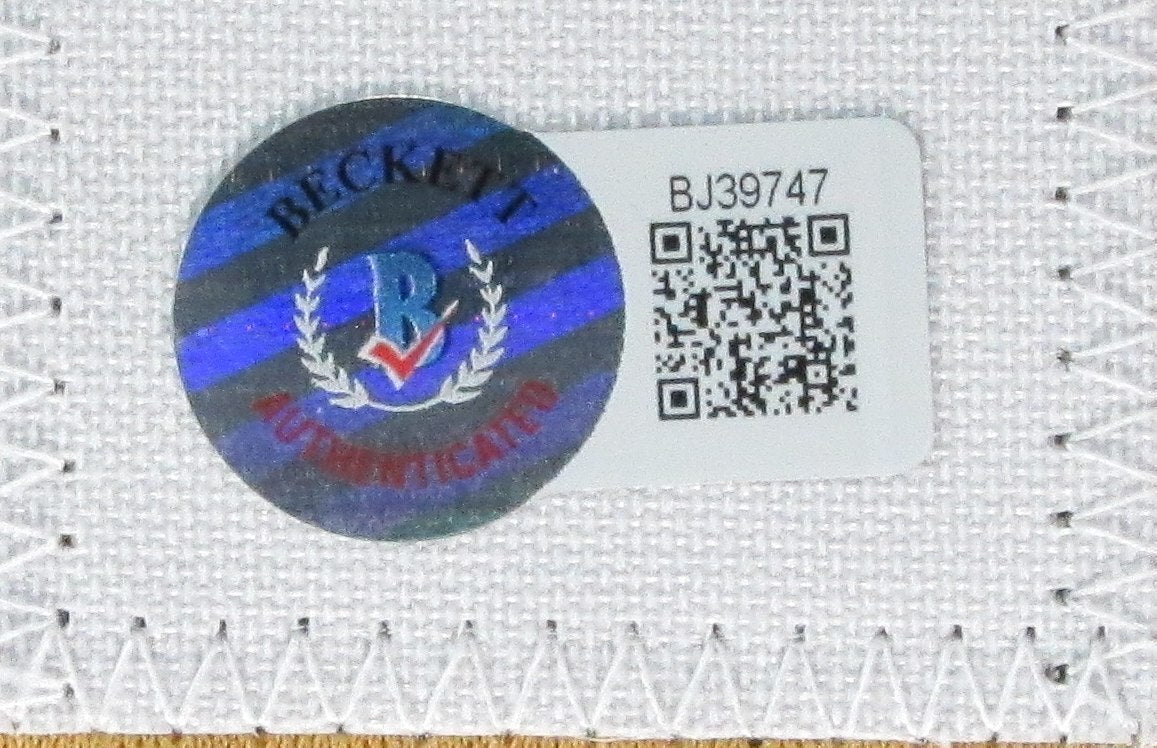 BECKETT
B
AUTHENTICATED
BJ39747